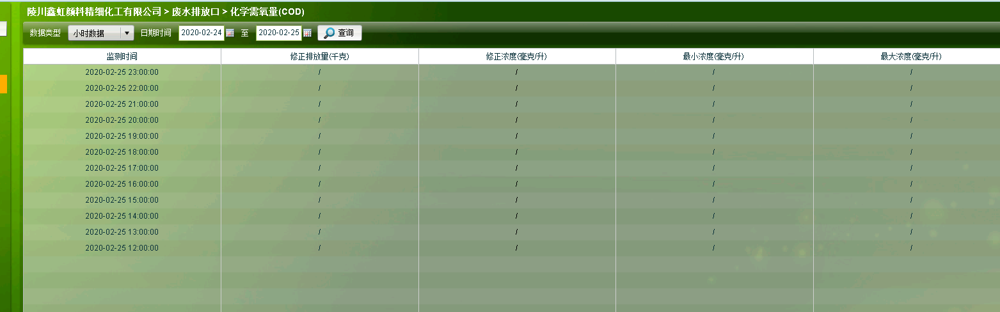 陵川鑫虹颜料精细化工有限公司 > 废水排放口 > 化学需氧量(COD)
数据类型 小时数据 日期时间 2020-02-24 至 2020-02-25 查询
监测时间 修正排放量(千克) 修正浓度(毫克/升) 最小浓度(毫克/升) 最大浓度(毫克/升)
2020-02-25 23:00:00 / / / /
2020-02-25 22:00:00 / / / /
2020-02-25 21:00:00 / / / /
2020-02-25 20:00:00 / / / /
2020-02-25 19:00:00 / / / /
2020-02-25 18:00:00 / / / /
2020-02-25 17:00:00 / / / /
2020-02-25 16:00:00 / / / /
2020-02-25 15:00:00 / / / /
2020-02-25 14:00:00 / / / /
2020-02-25 13:00:00 / / / /
2020-02-25 12:00:00 / / / /